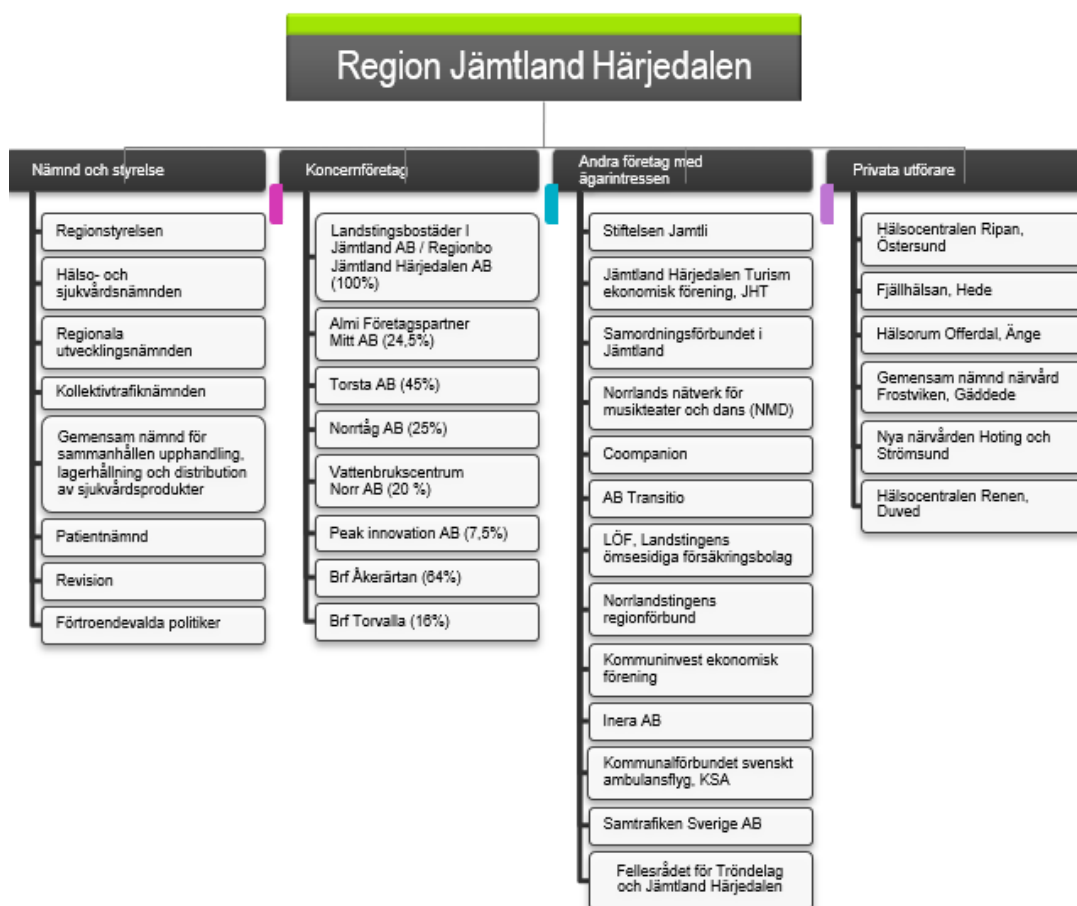 Region Jämtland Härjedalen
Nämnd och styrelse
Regionstyrelsen
Hälso- och
sjukvårdsnämnden
Regionala
utvecklingsnämnden
Kollektivtrafiknämnden
Gemensam nämnd för
sammanhållen upphandling,
lagerhållning och distribution
av sjukvårdsprodukter
Patientnämnd
Revision
Förtroendevalda politiker
Koncernföretag
Landstingsbostäder I
Jämtland AB / Regionbo
Jämtland Härjedalen AB
(100%)
Almi Företagspartner
Mitt AB (24,5%)
Torsta AB (45%)
Norrtåg AB (25%)
Vattenbrukscentrum
Norr AB (20 %)
Peak innovation AB (7,5%)
Brf Åkerärtan (64%)
Brf Torvalla (16%)
Andra företag med
ägarintressen
Stiftelsen Jamtli
Jämtland Härjedalen Turism
ekonomisk förening, JHT
Samordningsförbundet i
Jämtland
Norrlands nätverk för
musikteater och dans (NMD)
Coompanion
AB Transitio
LÖF, Landstingens
ömsesidiga försäkringsbolag
Norrlandstingens
regionförbund
Kommuninvest ekonomisk
förening
Inera AB
Kommunalförbundet svenskt
ambulansflyg, KSA
Samtrafiken Sverige AB
Fellesrådet för Tröndelag
och Jämtland Härjedalen
Privata utförare
Hälsocentralen Ripan,
Östersund
Fjällhälsan, Hede
Hälsorum Offerdal, Änge
Gemensam nämnd närvård
Frostviken, Gäddede
Nya närvården Hoting och
Strömsund
Hälsocentralen Renen,
Duved